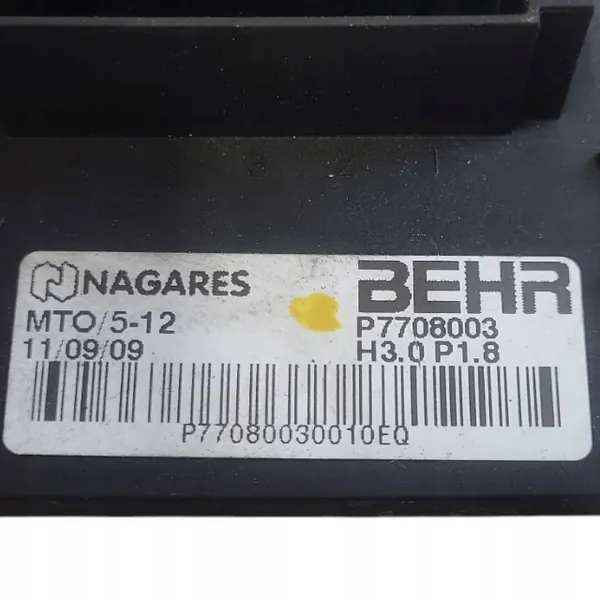 NAGARES BEHR
MTO/5-12 P7708003
11/09/09 H3.0 P1.8
P77080030010EQ